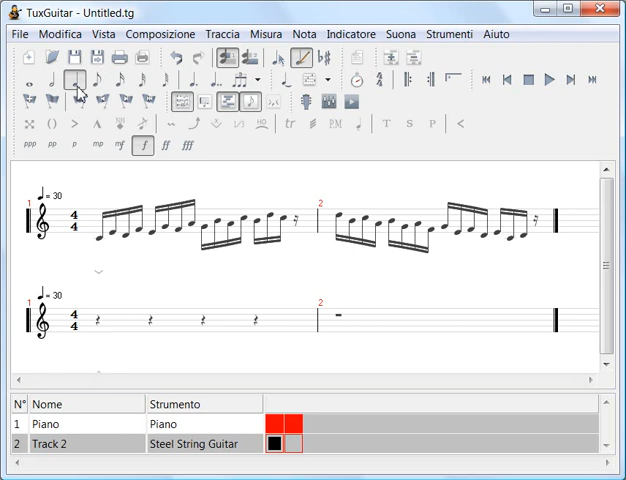 TuxGuitar - Untitled.tg
File Modifica Vista Composizione Traccia Misura Nota Indicatore Suona Strumenti Aiuto
ppp pp p mp mf f ff fff
= 30
1 2
4
4
= 30
1 2
4
4
N° Nome Strumento
1 Piano Piano
2 Track 2 Steel String Guitar